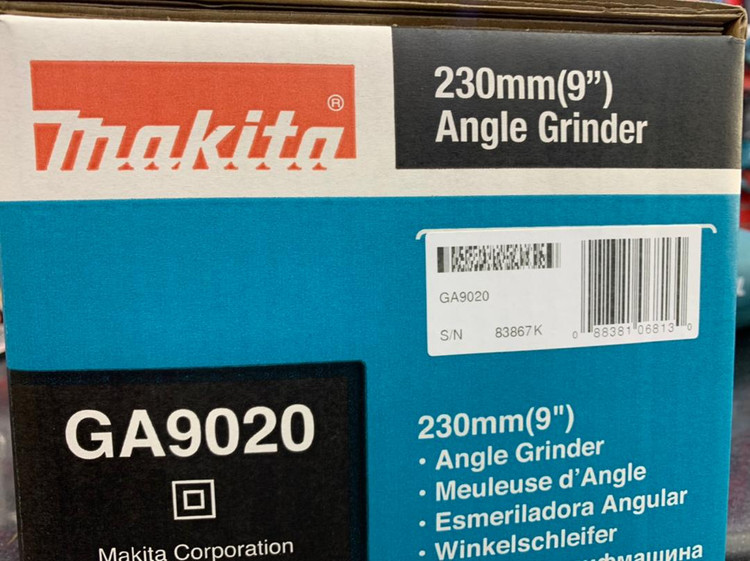 makita®
230mm(9”)
Angle Grinder
GA9020
S/N 83867K
0 88381 06813 0
GA9020
Makita Corporation
230mm(9")
· Angle Grinder
· Meuleuse d’Angle
· Esmeriladora Angular
· Winkelschleifer